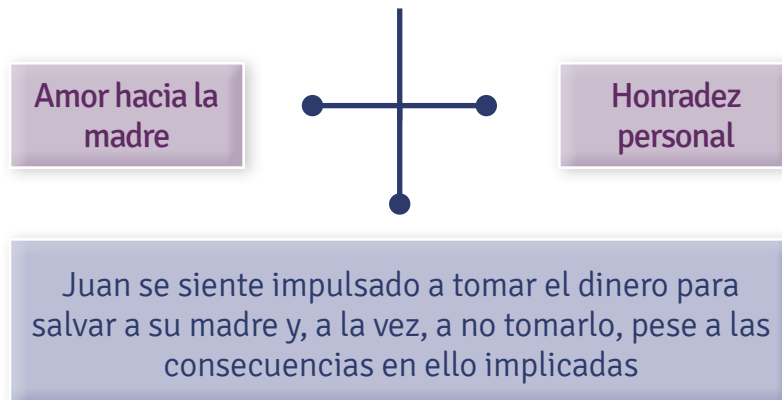 Amor hacia la
madre
Honradez
personal
Juan se siente impulsado a tomar el dinero para
salvar a su madre y, a la vez, a no tomarlo, pese a las
consecuencias en ello implicadas